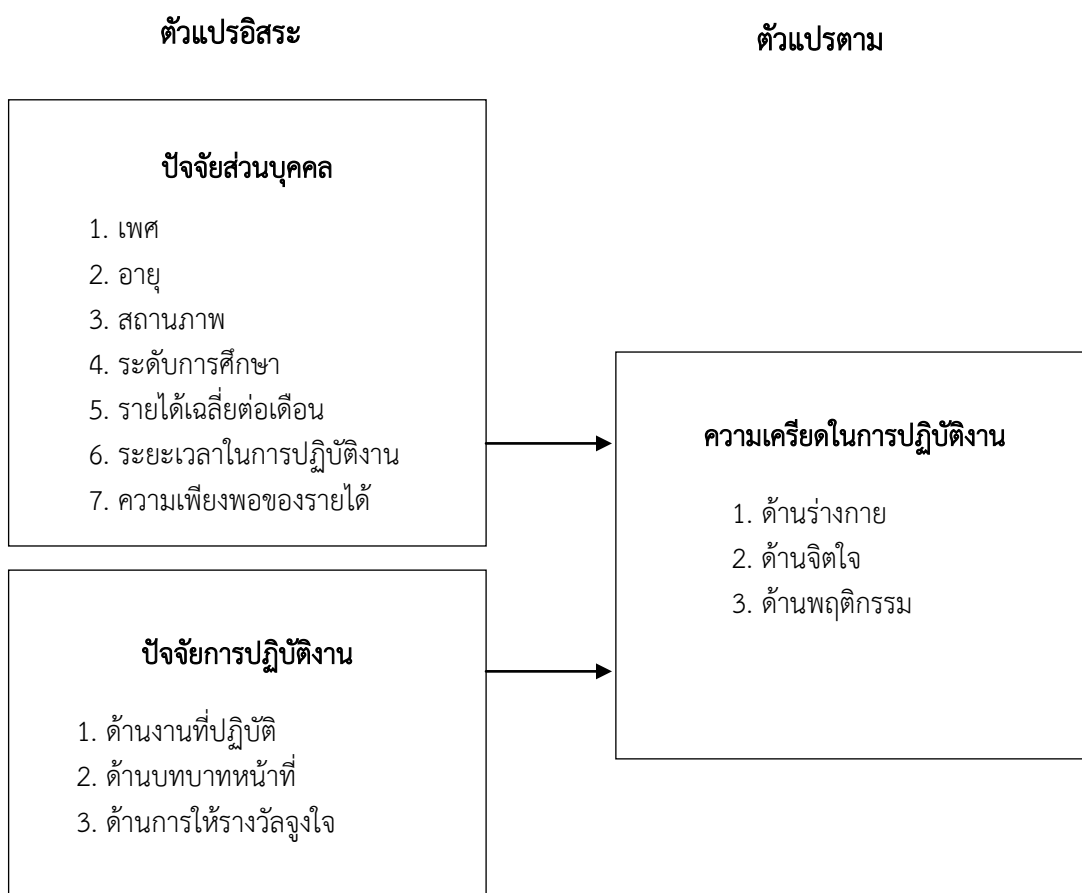 ตัวแปรอิสระ
ตัวแปรตาม
ปัจจัยส่วนบุคคล
1. เพศ
2. อายุ
3. สถานภาพ
4. ระดับการศึกษา
5. รายได้เฉลี่ยต่อเดือน
6. ระยะเวลาในการปฏิบัติงาน
7. ความเพียงพอของรายได้
ปัจจัยการปฏิบัติงาน
1. ด้านงานที่ปฏิบัติ
2. ด้านบทบาทหน้าที่
3. ด้านการให้รางวัลจูงใจ
ความเครียดในการปฏิบัติงาน
1. ด้านร่างกาย
2. ด้านจิตใจ
3. ด้านพฤติกรรม